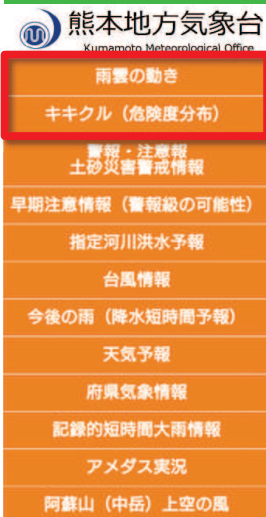 熊本地方気象台
Kumamoto Meteorological Office
雨雲の動き
キキクル（危険度分布）
警報・注意報
土砂災害警戒情報
早期注意情報（警報級の可能性）
指定河川洪水予報
台風情報
今後の雨（降水短時間予報）
天気予報
府県気象情報
記録的短時間大雨情報
アメダス実況
阿蘇山（中岳）上空の風